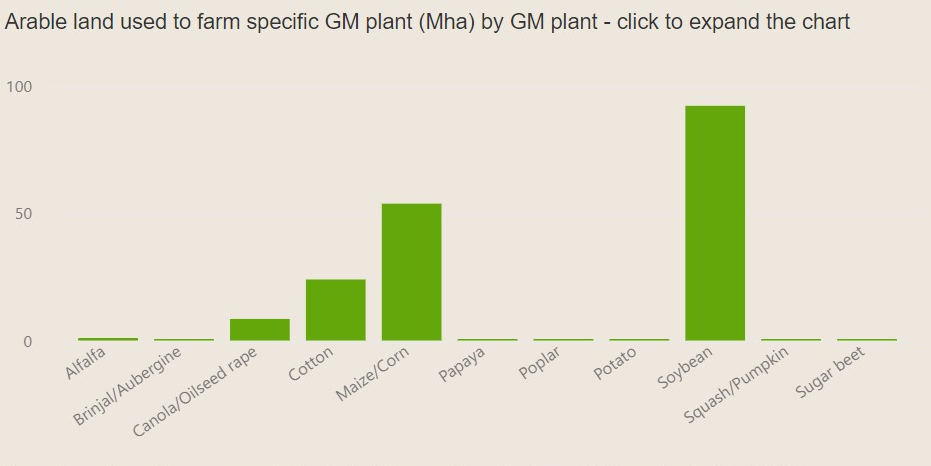 Arable land used to farm specific GM plant (Mha) by GM plant - click to expand the chart
100
50
0
Alfalfa
Brinjal/Aubergine
Canola/Oilseed rape
Cotton
Maize/Corn
Papaya
Poplar
Potato
Soybean
Squash/Pumpkin
Sugar beet